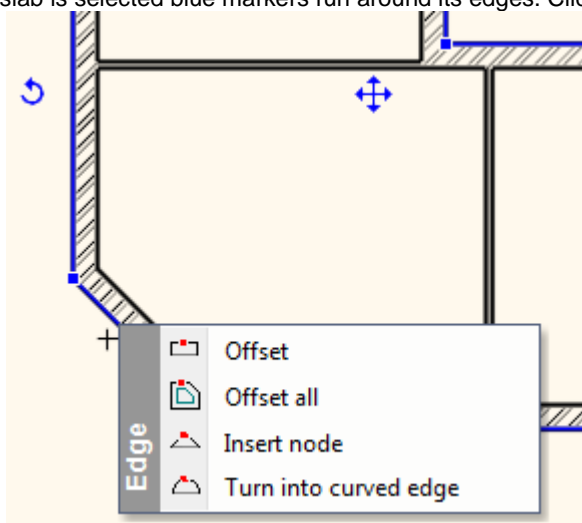 slab is selected blue markers run around its edges. Clic
Edge
Offset
Offset all
Insert node
Turn into curved edge